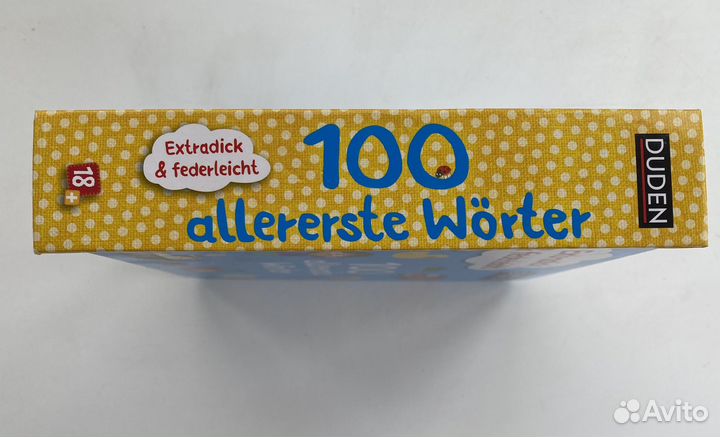 Extradick
& federleicht
100
allererste Wörter
18
+
DUDEN
Avito